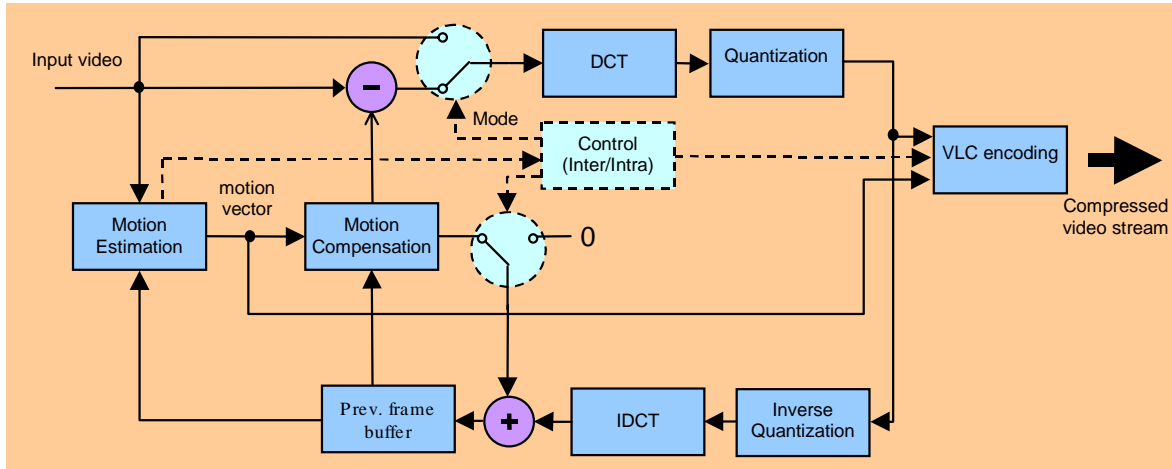 Input video
DCT
Quantization
−
Mode
Control
(Inter/Intra)
VLC encoding
motion
vector
Motion
Estimation
Motion
Compensation
0
Compressed
video stream
Prev. frame
buffer
+
IDCT
Inverse
Quantization